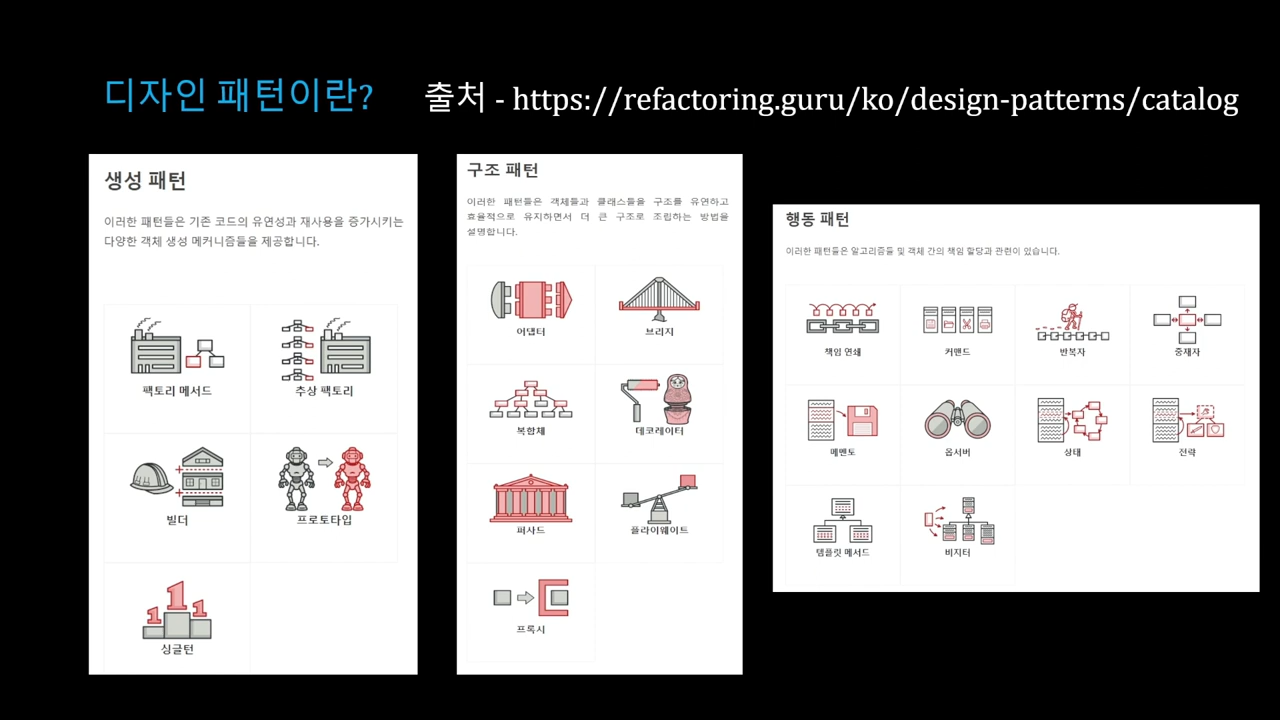 디자인 패턴이란?
출처 - https://refactoring.guru/ko/design-patterns/catalog
생성 패턴
이러한 패턴들은 기존 코드의 유연성과 재사용을 증가시키는
다양한 객체 생성 메커니즘들을 제공합니다.
팩토리 메서드
추상 팩토리
빌더
프로토타입
1 1 1
싱글턴
구조 패턴
이러한 패턴들은 객체들과 클래스들을 구조를 유연하고
효율적으로 유지하면서 더 큰 구조로 조립하는 방법을
설명합니다.
어댑터
브리지
복합체
데코레이터
퍼사드
플라이웨이트
프록시
행동 패턴
이러한 패턴들은 알고리즘들 및 객체 간의 책임 할당과 관련이 있습니다.
책임 연쇄
커맨드
반복자
중재자
메멘토
옵서버
상태
전략
템플릿 메서드
비지터